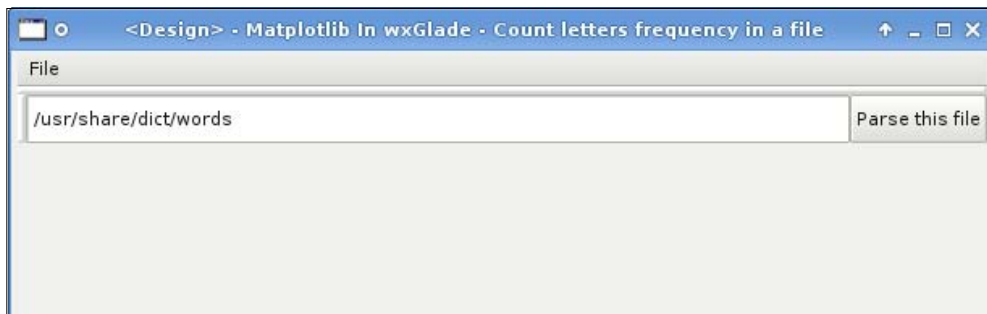 <Design> - Matplotlib In wxGlade - Count letters frequency in a file
File
/usr/share/dict/words Parse this file